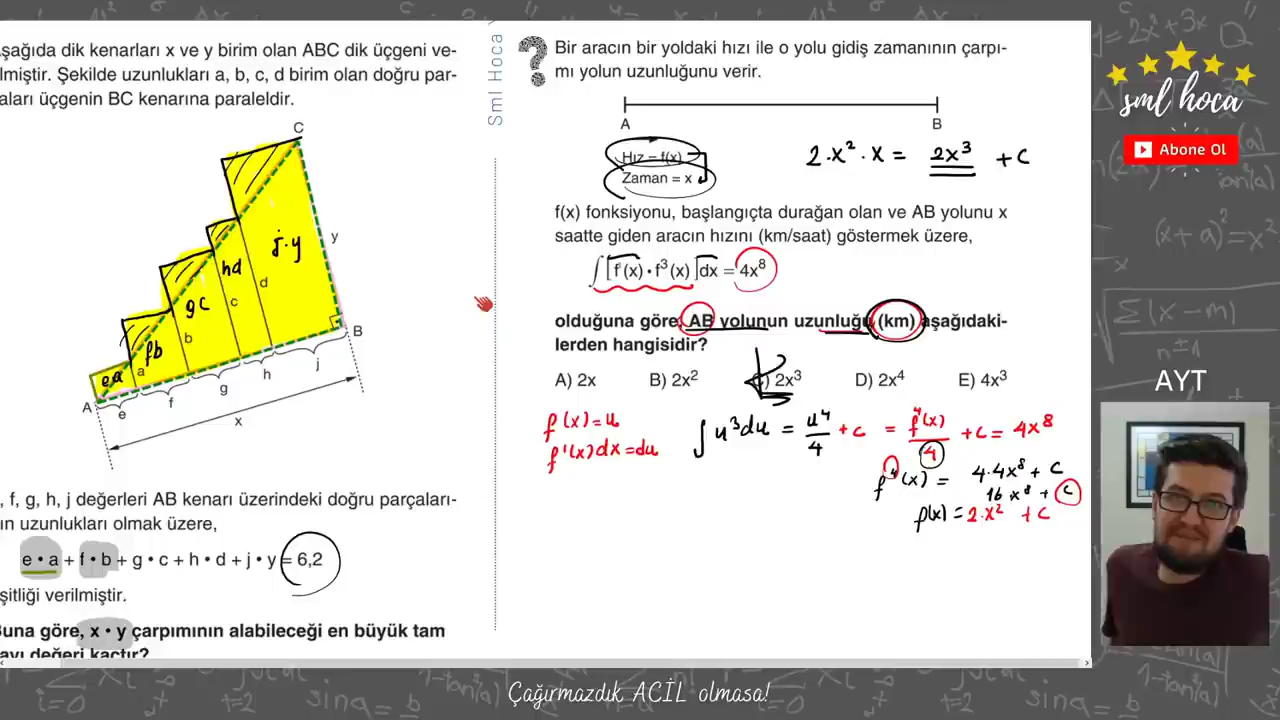 şağıda dik kenarları x ve y birim olan ABC dik üçgeni ve-
lmiştir. Şekilde uzunlukları a, b, c, d birim olan doğru par-
aları üçgenin BC kenarına paraleldir.
C
y
j.y
hd
d
gc
c
fb
b
ea
a
B
A
e
f
g
h
j
x
, f, g, h, j değerleri AB kenarı üzerindeki doğru parçaları-
ın uzunlukları olmak üzere,
e • a + f • b + g • c + h • d + j • y = 6,2
şitliği verilmiştir.
Buna göre, x • y çarpımının alabileceği en büyük tam
ayı değeri kaçtır?
Sml Hoca
?
Bir aracın bir yoldaki hızı ile o yolu gidiş zamanının çarpı-
mı yolun uzunluğunu verir.
A B
Hız = f(x)
Zaman = x
2·x² · x = 2x³ + c
f(x) fonksiyonu, başlangıçta durağan olan ve AB yolunu x
saatte giden aracın hızını (km/saat) göstermek üzere,
∫ [f'(x) • f³(x)]dx = 4x⁸
olduğuna göre, AB yolunun uzunluğu (km) aşağıdaki-
lerden hangisidir?
A) 2x B) 2x² C) 2x³ D) 2x⁴ E) 4x³
f(x)=u
f'(x)dx=du
∫u³du = u⁴/4 + c = f⁴(x)/4 + c = 4x⁸
f⁴(x) = 4.4x⁸ + c
16x⁸ + c
f(x) = 2.x² + c
sml hoca
Abone Ol
AYT
Çağırmazdık ACİL olmasa!